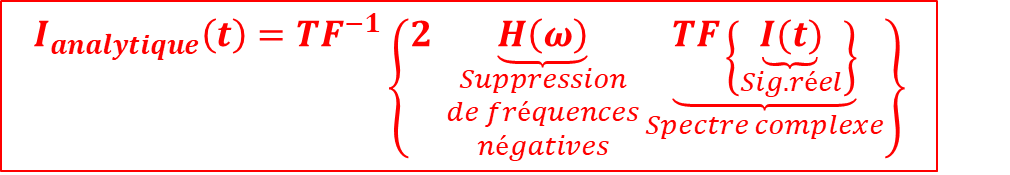 I_analytique(t) = TF⁻¹ {2 H(ω) TF{I(t)}}
Suppression Sig.réel
de fréquences Spectre complexe
négatives